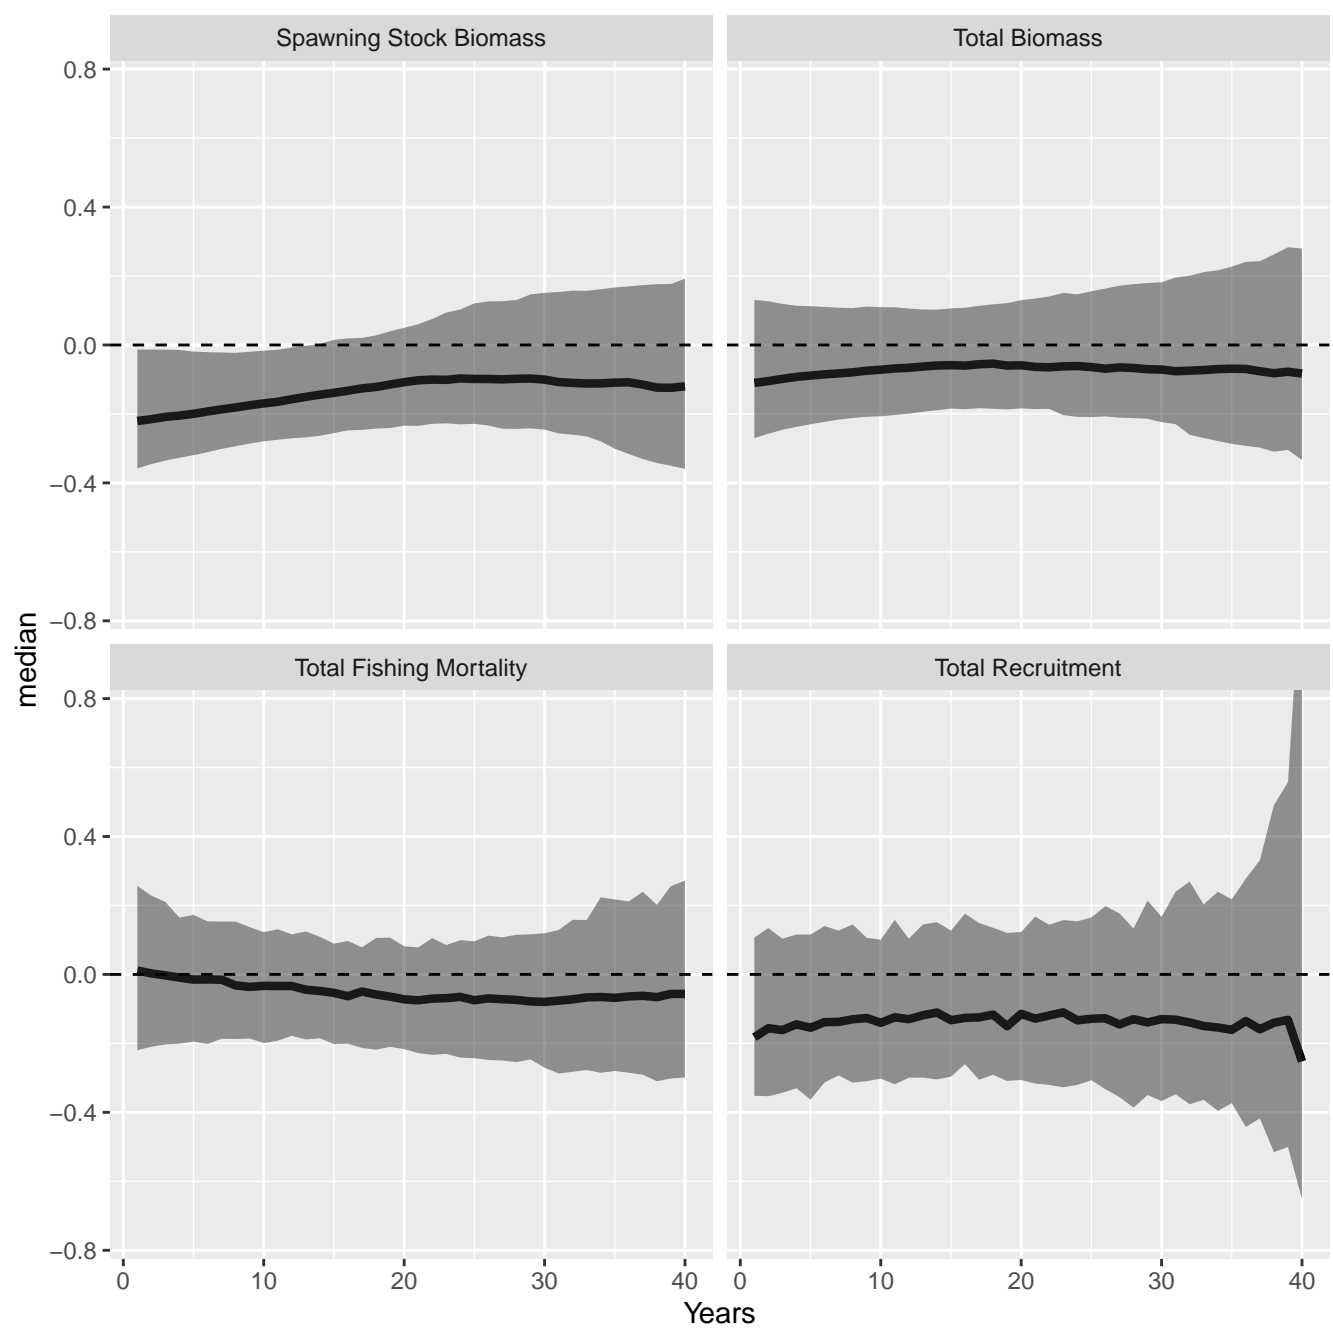 Spawning Stock Biomass
Total Biomass
0.8
0.4
0.0
−0.4
−0.8
median
Total Fishing Mortality
Total Recruitment
0.8
0.4
0.0
−0.4
−0.8
0 10 20 30 40
0 10 20 30 40
Years